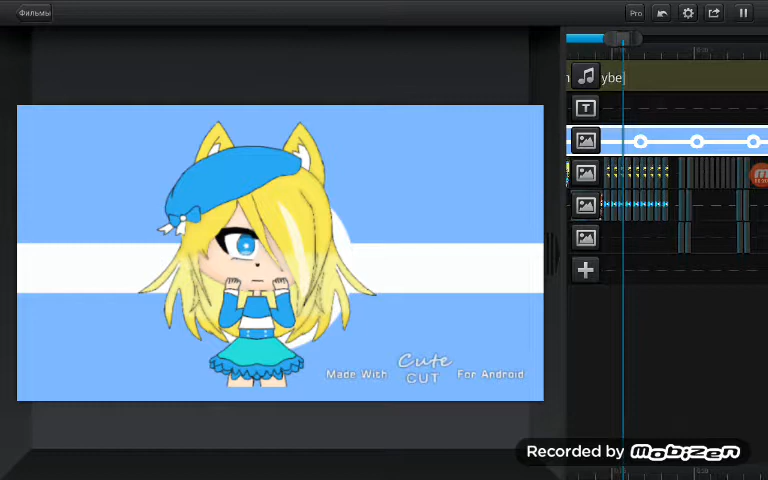 Фильмы
Pro
ybe
T
Made With Cute CUT For Android
Recorded by Mobizen